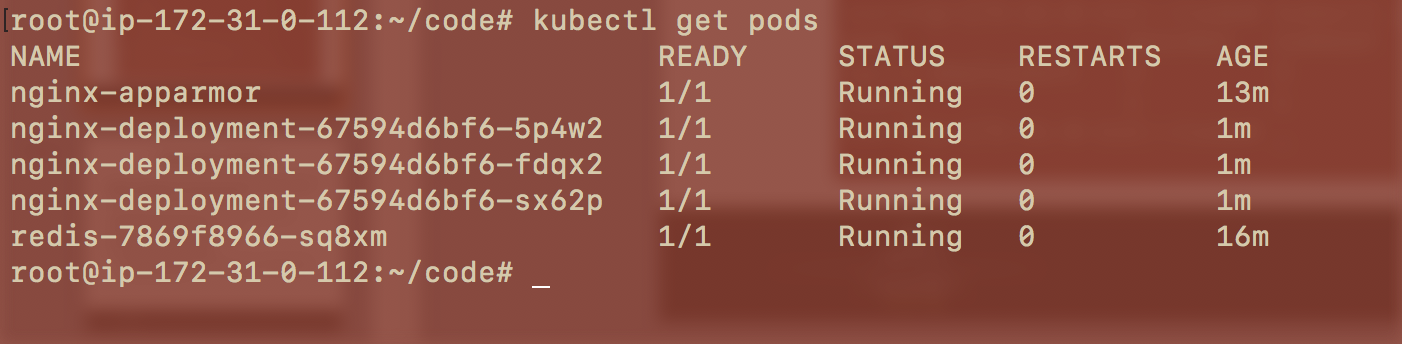 [root@ip-172-31-0-112:~/code# kubectl get pods
NAME READY STATUS RESTARTS AGE
nginx-apparmor 1/1 Running 0 13m
nginx-deployment-67594d6bf6-5p4w2 1/1 Running 0 1m
nginx-deployment-67594d6bf6-fdqx2 1/1 Running 0 1m
nginx-deployment-67594d6bf6-sx62p 1/1 Running 0 1m
redis-7869f8966-sq8xm 1/1 Running 0 16m
root@ip-172-31-0-112:~/code# _